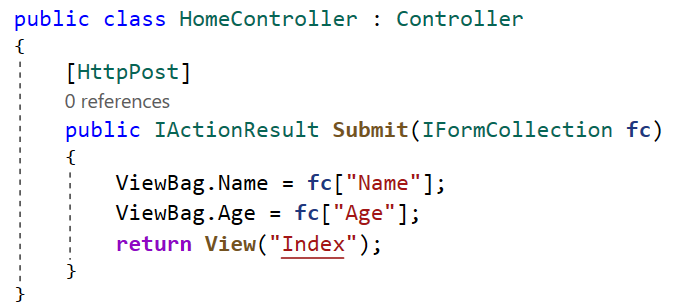 public class HomeController : Controller
{
[HttpPost]
0 references
public IActionResult Submit(IFormCollection fc)
{
ViewBag.Name = fc["Name"];
ViewBag.Age = fc["Age"];
return View("Index");
}
}